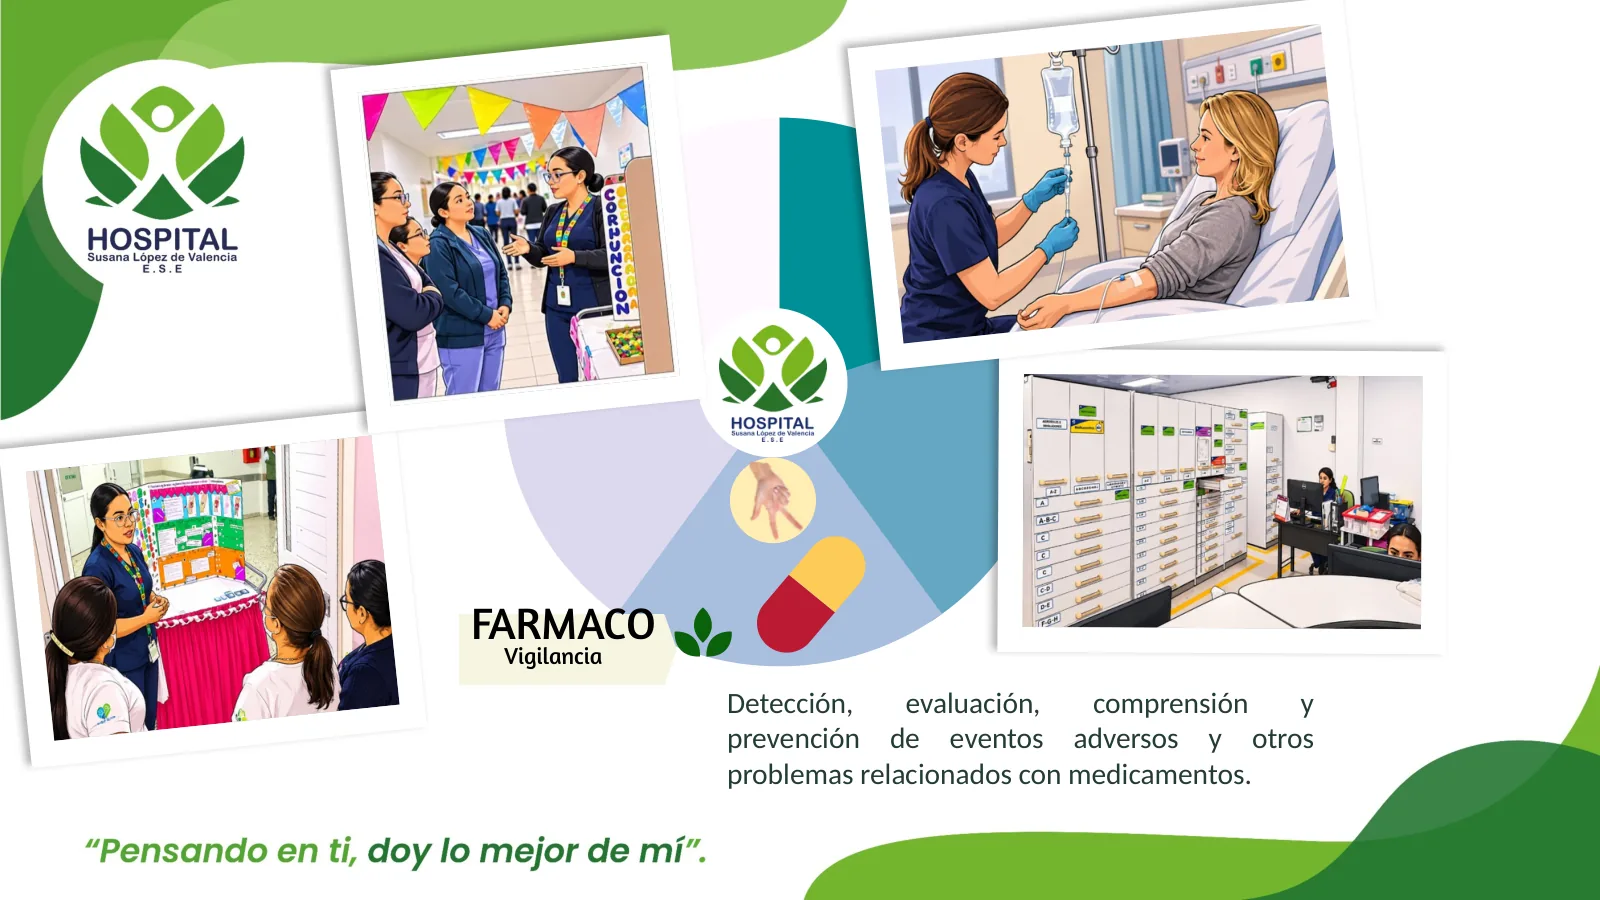 HOSPITAL
Susana López de Valencia
E.S.E
CORRUPCION
HOSPITAL
Susana López de Valencia
E.S.E
A-Z
A
A-B-C
C
C
C
C-D
D-E
F-G-H
FARMACO
Vigilancia
Detección, evaluación, comprensión y
prevención de eventos adversos y otros
problemas relacionados con medicamentos.
“Pensando en ti, doy lo mejor de mí”.